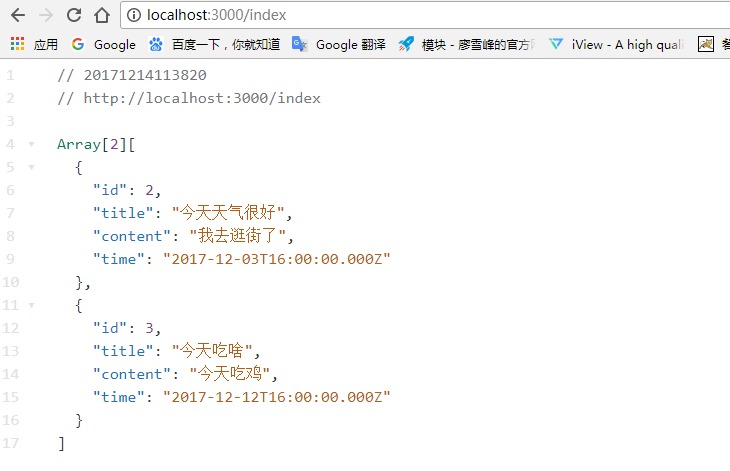 localhost:3000/index
应用 Google 百度一下，你就知道 Google 翻译 模块 - 廖雪峰的官方网 iView - A high quali
1 // 20171214113820
2 // http://localhost:3000/index
3
4 Array[2][
5 {
6 "id": 2,
7 "title": "今天天气很好",
8 "content": "我去逛街了",
9 "time": "2017-12-03T16:00:00.000Z"
10 },
11 {
12 "id": 3,
13 "title": "今天吃啥",
14 "content": "今天吃鸡",
15 "time": "2017-12-12T16:00:00.000Z"
16 }
17 ]